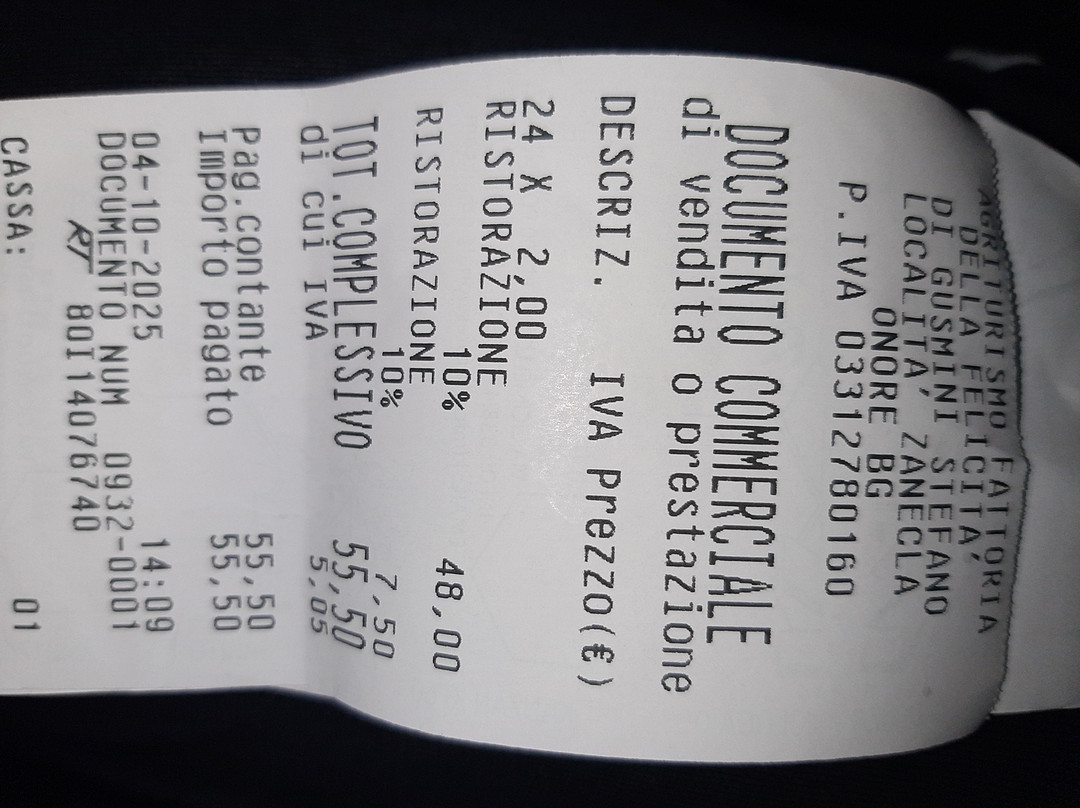 AGRITURISMO FATTORIA
DELLA FELICITA'
DI GUSMINI STEFANO
LOCALITA' ZANECLA
ONORE BG
P.IVA 03312780160
DOCUMENTO COMMERCIALE
di vendita o prestazione
DESCRIZ. IVA Prezzo(€)
24 X 2,00
RISTORAZIONE
10% 48,00
RISTORAZIONE
10% 7,50
TOT.COMPLESSIVO 55,50
di cui IVA 5,05
Pag.contante 55,50
Importo pagato 55,50
04-10-2025 14:09
DOCUMENTO NUM 0932-0001
RT 80I14076740
CASSA: 01